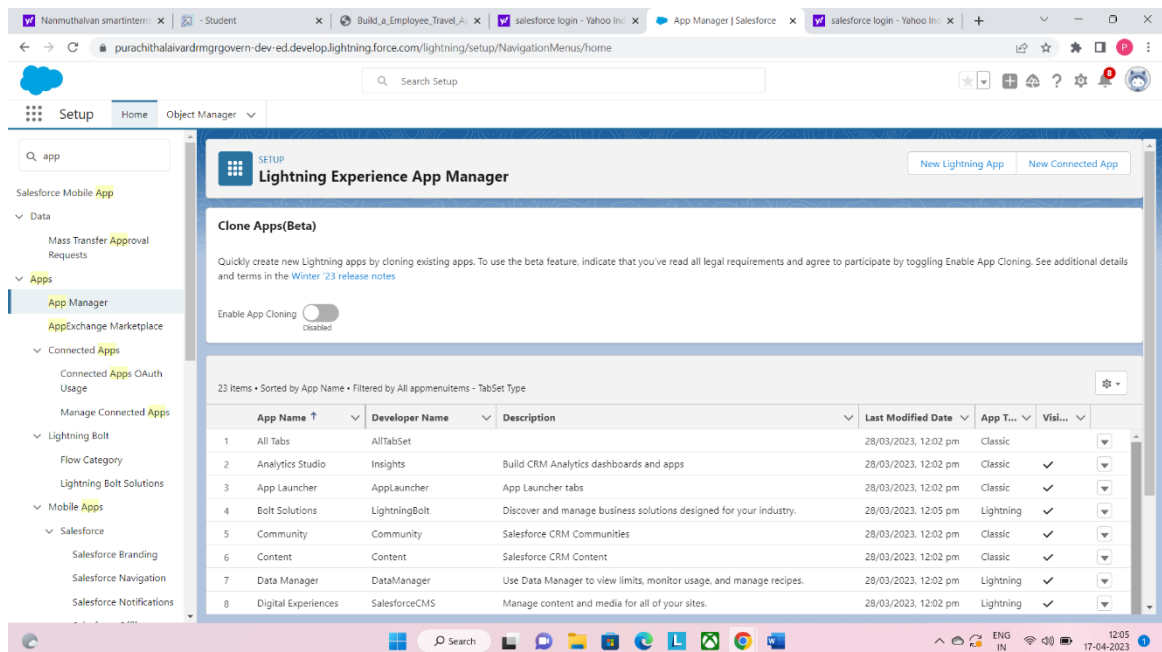 Nanmuthalvan smartintern
- Student
Build_a_Employee_Travel_A
salesforce login - Yahoo Ind
App Manager | Salesforce
salesforce login - Yahoo Ind
purachithalaivardrmgrgovern-dev-ed.develop.lightning.force.com/lightning/setup/NavigationMenus/home
P
Search Setup
8
Setup
Home
Object Manager
app
Salesforce Mobile App
Data
Mass Transfer Approval
Requests
Apps
App Manager
AppExchange Marketplace
Connected Apps
Connected Apps OAuth
Usage
Manage Connected Apps
Lightning Bolt
Flow Category
Lightning Bolt Solutions
Mobile Apps
Salesforce
Salesforce Branding
Salesforce Navigation
Salesforce Notifications
SETUP
Lightning Experience App Manager
New Lightning App
New Connected App
Clone Apps(Beta)
Quickly create new Lightning apps by cloning existing apps. To use the beta feature, indicate that you've read all legal requirements and agree to participate by toggling Enable App Cloning. See additional details
and terms in the Winter '23 release notes
Enable App Cloning
Disabled
23 items • Sorted by App Name • Filtered by All appmenuitems - TabSet Type
App Name ↑ Developer Name Description Last Modified Date App T... Visi...
1 All Tabs AllTabSet 28/03/2023, 12:02 pm Classic
2 Analytics Studio Insights Build CRM Analytics dashboards and apps 28/03/2023, 12:02 pm Classic ✓
3 App Launcher AppLauncher App Launcher tabs 28/03/2023, 12:02 pm Classic ✓
4 Bolt Solutions LightningBolt Discover and manage business solutions designed for your industry. 28/03/2023, 12:05 pm Lightning ✓
5 Community Community Salesforce CRM Communities 28/03/2023, 12:02 pm Classic ✓
6 Content Content Salesforce CRM Content 28/03/2023, 12:02 pm Classic ✓
7 Data Manager DataManager Use Data Manager to view limits, monitor usage, and manage recipes. 28/03/2023, 12:02 pm Lightning ✓
8 Digital Experiences SalesforceCMS Manage content and media for all of your sites. 28/03/2023, 12:02 pm Lightning ✓
Search
L
ENG
IN
12:05
17-04-2023
1